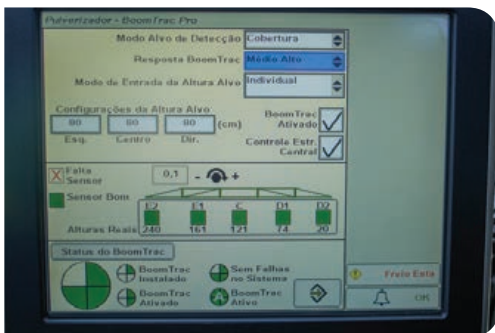 Pulverizador - BoomTrac Pro
Modo Alvo de Detecção Cobertura
Resposta BoomTrac Médio Alto
Modo de Entrada da Altura Alvo Individual
Configurações da Altura Alvo
80 80 80 (cm)
Esq. Centro Dir.
BoomTrac Ativado
Controle Estr. Central
Falta Sensor
0,1 - +
Sensor Bom
E2 E1 C D1 D2
Alturas Reais 240 161 121 74 20
Status do BoomTrac
BoomTrac Instalado
Sem Falhas no Sistema
BoomTrac Ativado
A BoomTrac Ativo
Freio Esta
OK